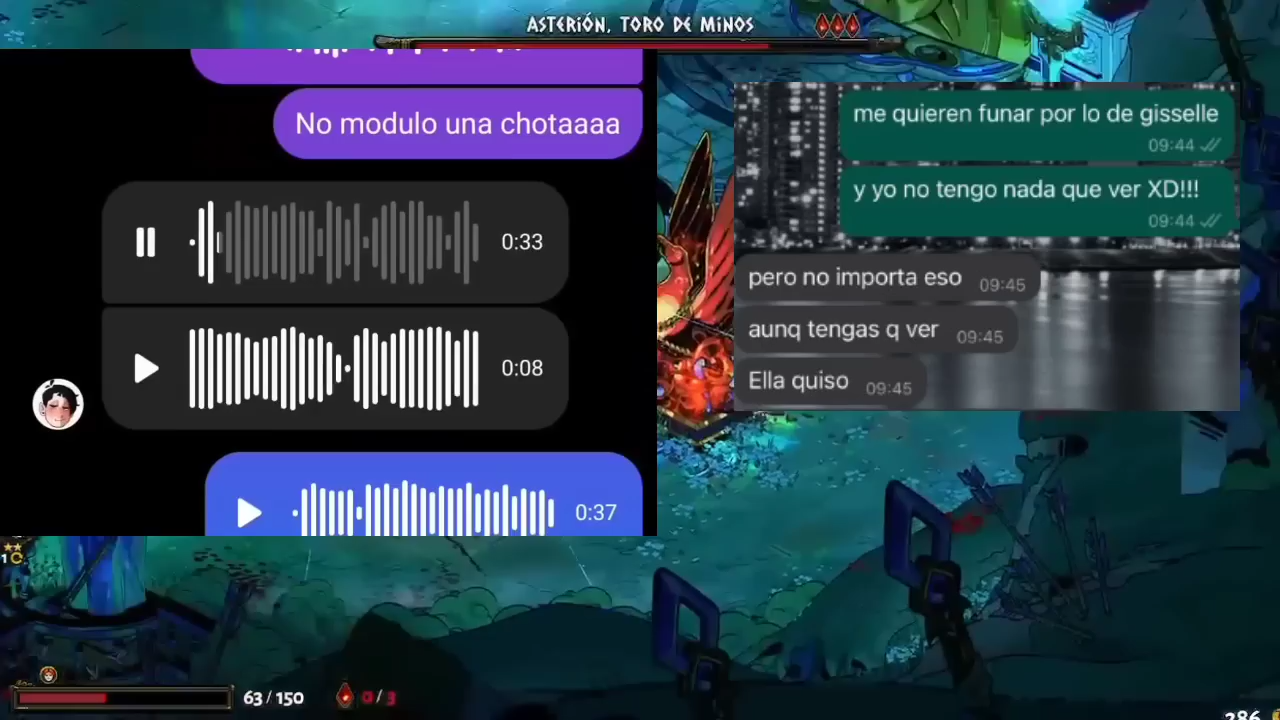 ASTERIÓN, TORO DE MINOS
No modulo una chotaaaa
0:33
0:08
0:37
me quieren funar por lo de gisselle
09:44
y yo no tengo nada que ver XD!!!
09:44
pero no importa eso 09:45
aunq tengas q ver 09:45
Ella quiso 09:45
1
63 / 150
0 / 3
286